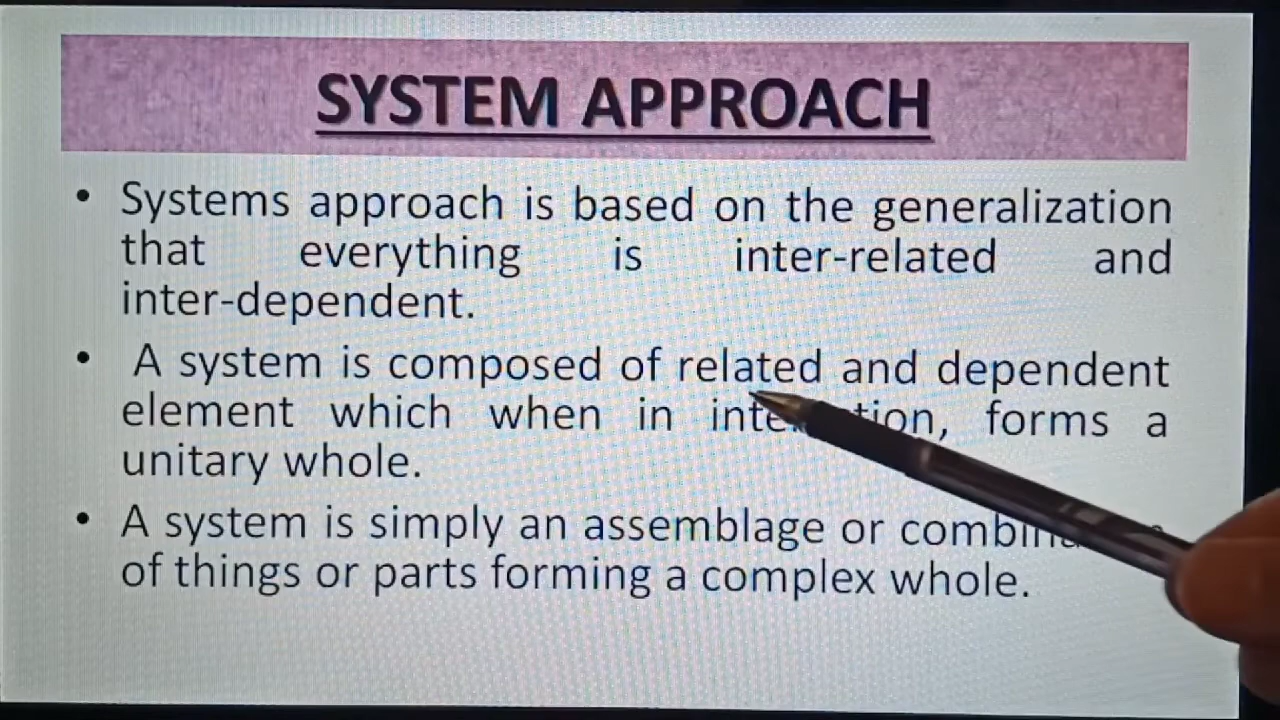 SYSTEM APPROACH
• Systems approach is based on the generalization
that everything is inter-related and
inter-dependent.
• A system is composed of related and dependent
element which when in forms a
unitary whole.
• A system is simply an assemblage or
of things or parts forming a complex whole.